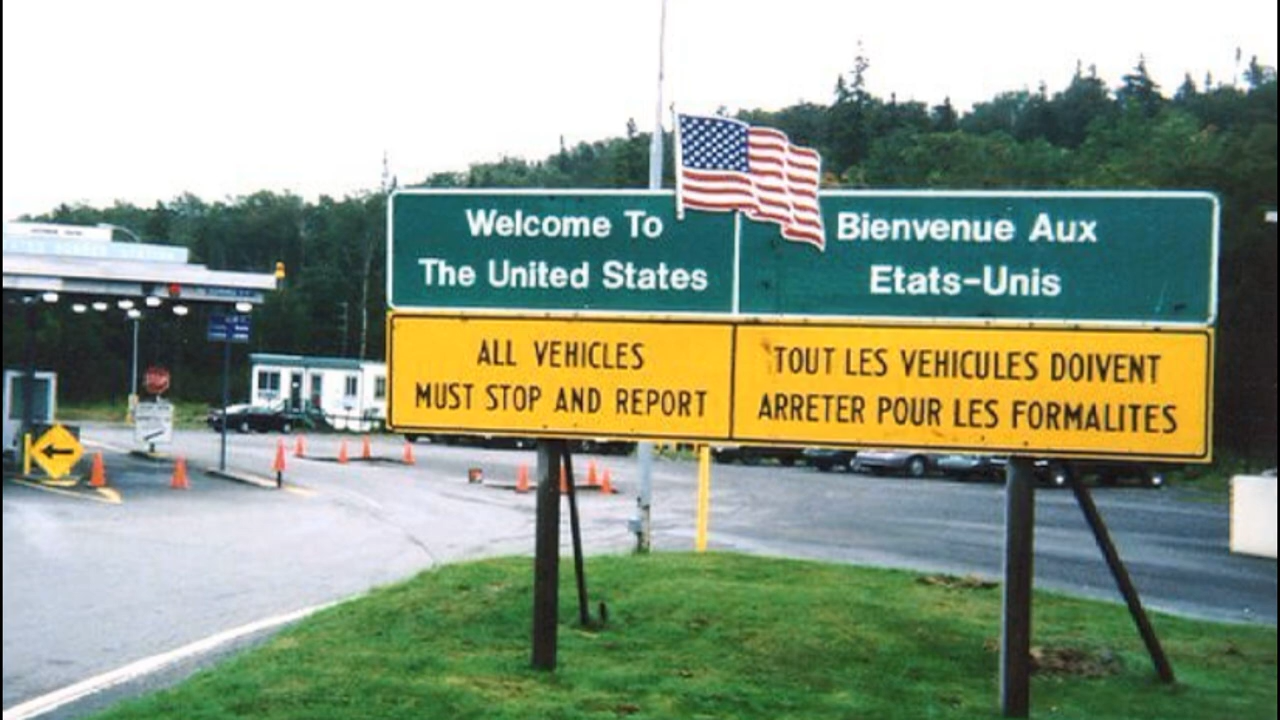 Welcome To
The United States
Bienvenue Aux
Etats-Unis
ALL VEHICLES
MUST STOP AND REPORT
TOUT LES VEHICULES DOIVENT
ARRETER POUR LES FORMALITES